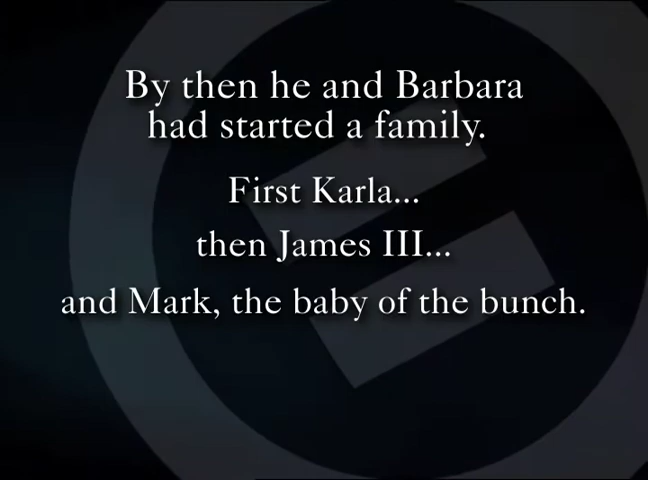 By then he and Barbara
had started a family.
First Karla...
then James III...
and Mark, the baby of the bunch.